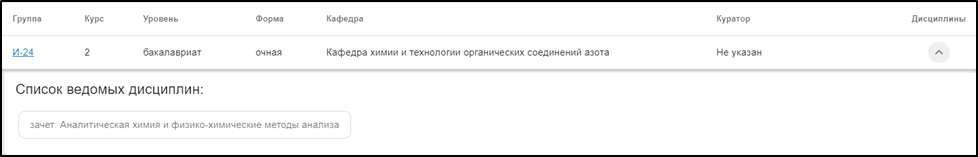 Группа Курс Уровень Форма Кафедра Куратор Дисциплины
И-24 2 бакалавриат очная Кафедра химии и технологии органических соединений азота Не указан
Список ведомых дисциплин:
зачет: Аналитическая химия и физико-химические методы анализа